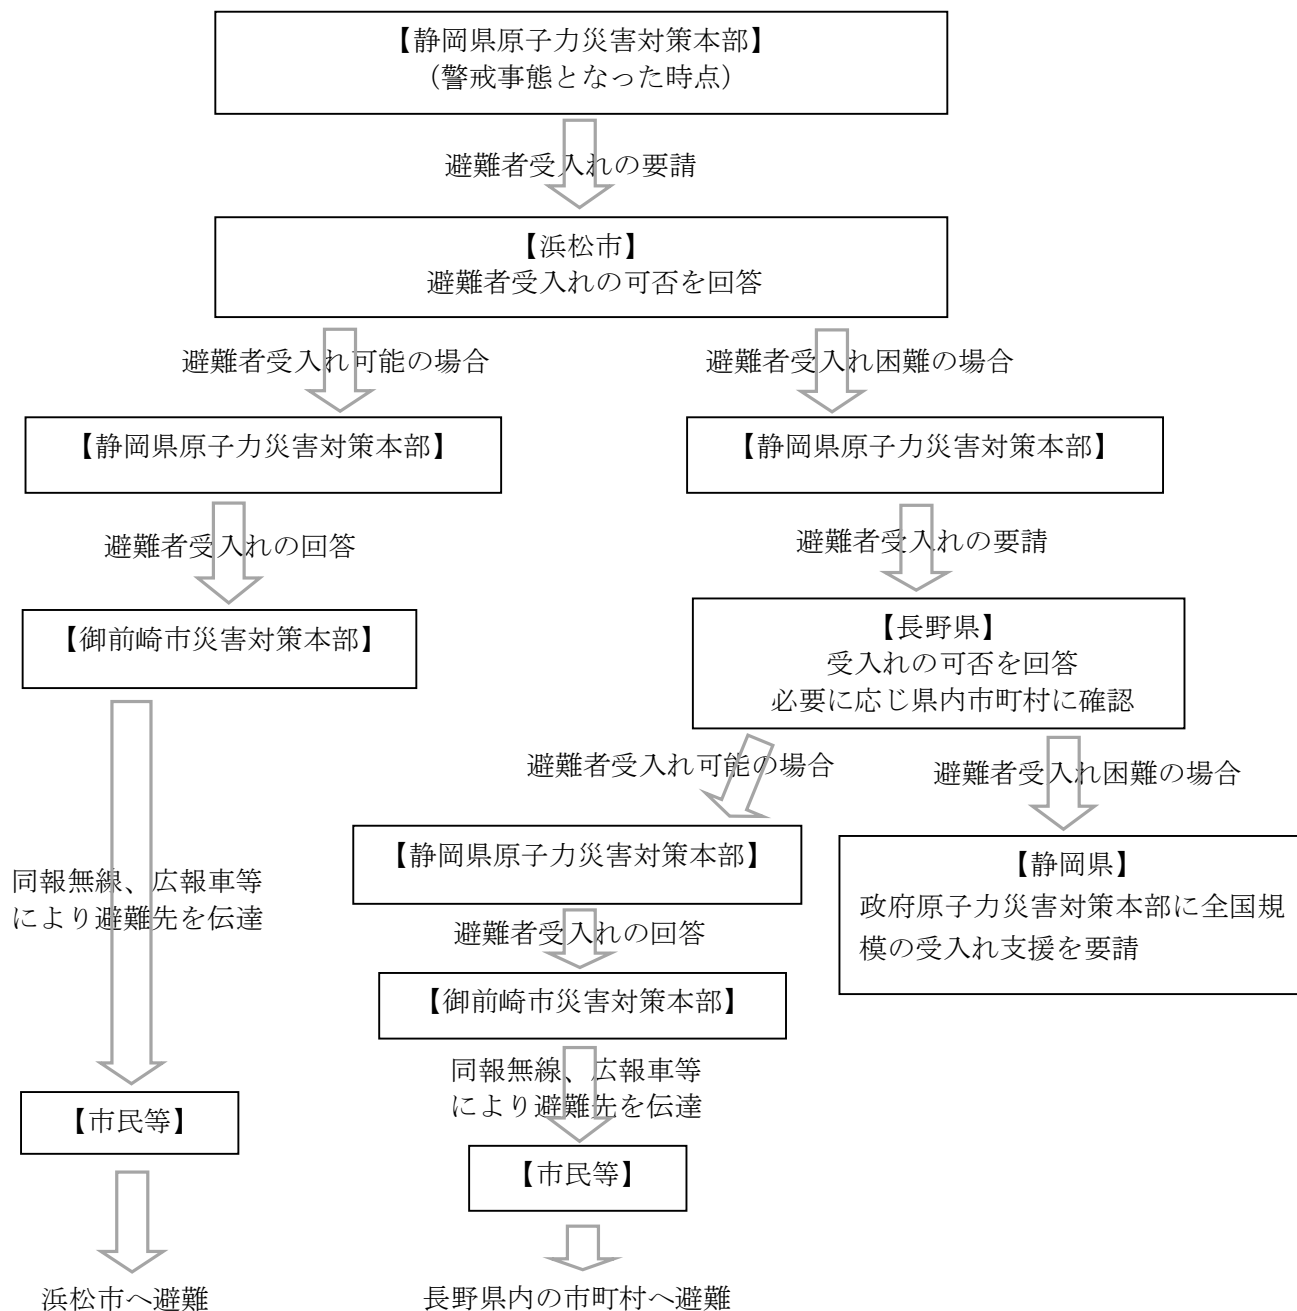 【静岡県原子力災害対策本部】
（警戒事態となった時点）
避難者受入れの要請
【浜松市】
避難者受入れの可否を回答
避難者受入れ可能の場合
避難者受入れ困難の場合
【静岡県原子力災害対策本部】
【静岡県原子力災害対策本部】
避難者受入れの回答
避難者受入れの要請
【御前崎市災害対策本部】
【長野県】
受入れの可否を回答
必要に応じ県内市町村に確認
避難者受入れ可能の場合
避難者受入れ困難の場合
【静岡県原子力災害対策本部】
【静岡県】
政府原子力災害対策本部に全国規
模の受入れ支援を要請
同報無線、広報車等
により避難先を伝達
避難者受入れの回答
【御前崎市災害対策本部】
同報無線、広報車等
により避難先を伝達
【市民等】
【市民等】
浜松市へ避難
長野県内の市町村へ避難